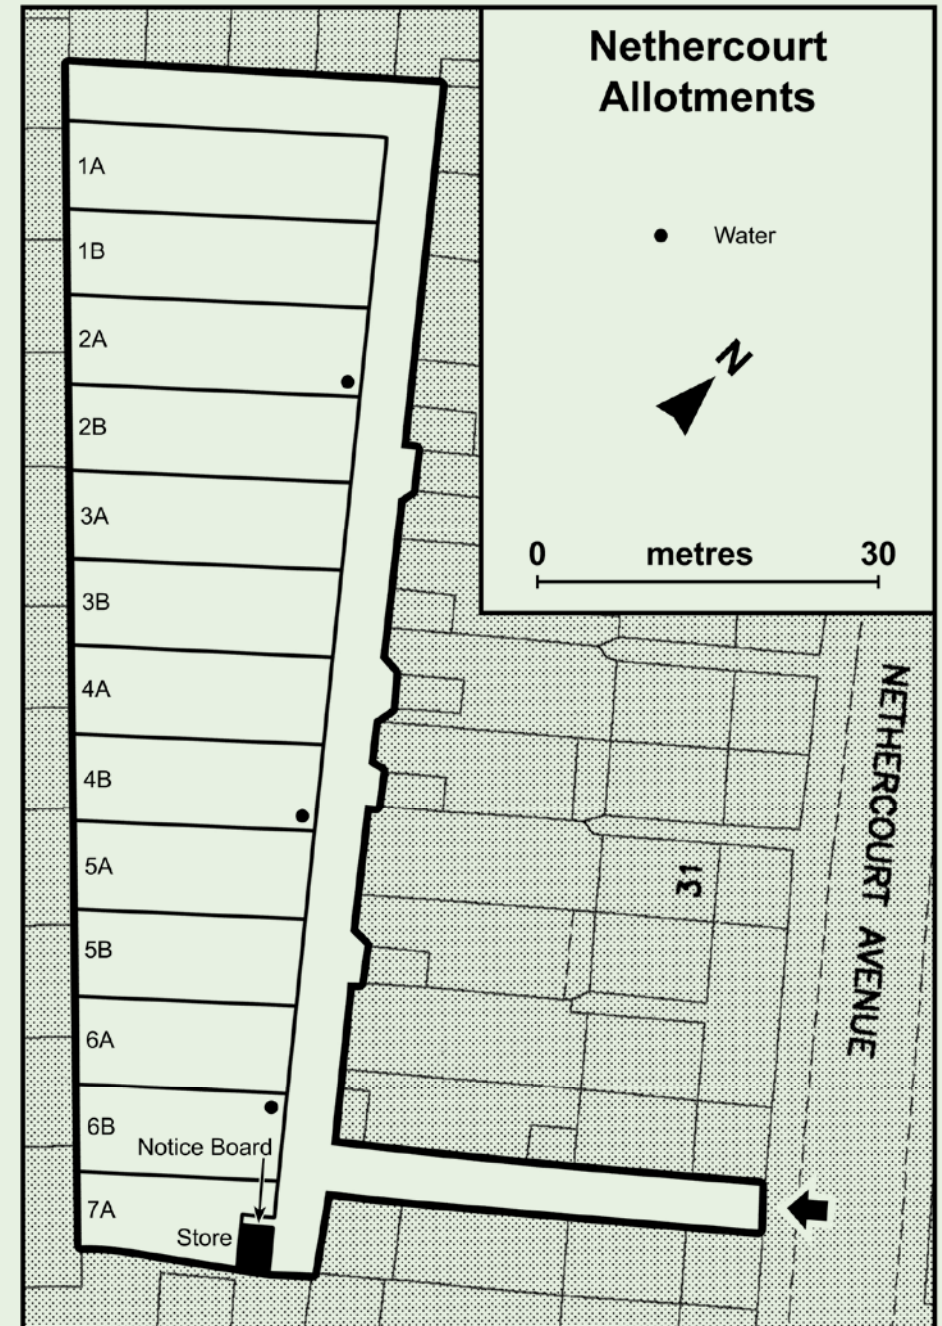 Nethercourt
Allotments
Water
N
0 metres 30
1A
1B
2A
2B
3A
3B
4A
4B
5A
5B
6A
6B
7A
Notice Board
Store
31
NETHERCOURT AVENUE